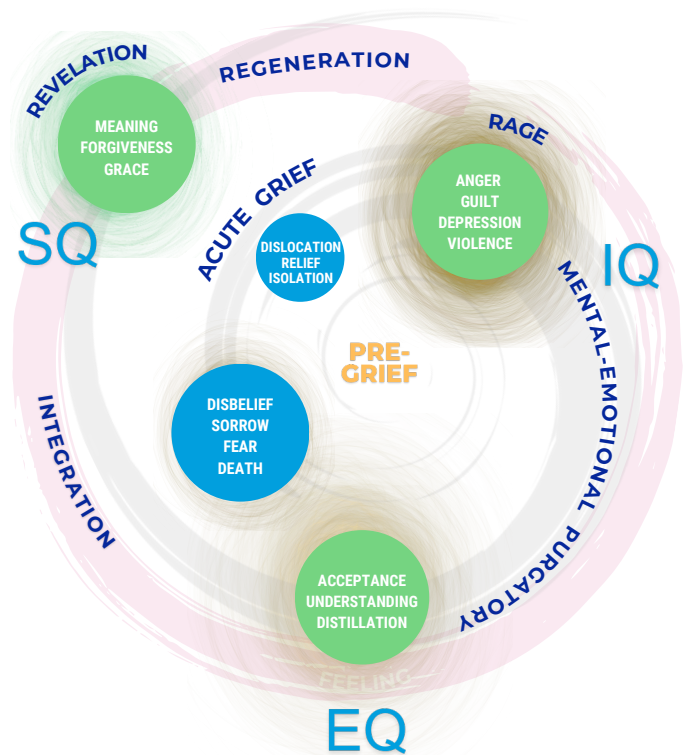 REVELATION
REGENERATION
MEANING
FORGIVENESS
GRACE
SQ
RAGE
ANGER
GUILT
DEPRESSION
VIOLENCE
IQ
ACUTE GRIEF
DISLOCATION
RELIEF
ISOLATION
PRE-
GRIEF
MENTAL-EMOTIONAL PURGATORY
DISBELIEF
SORROW
FEAR
DEATH
INTEGRATION
ACCEPTANCE
UNDERSTANDING
DISTILLATION
FEELING
EQ